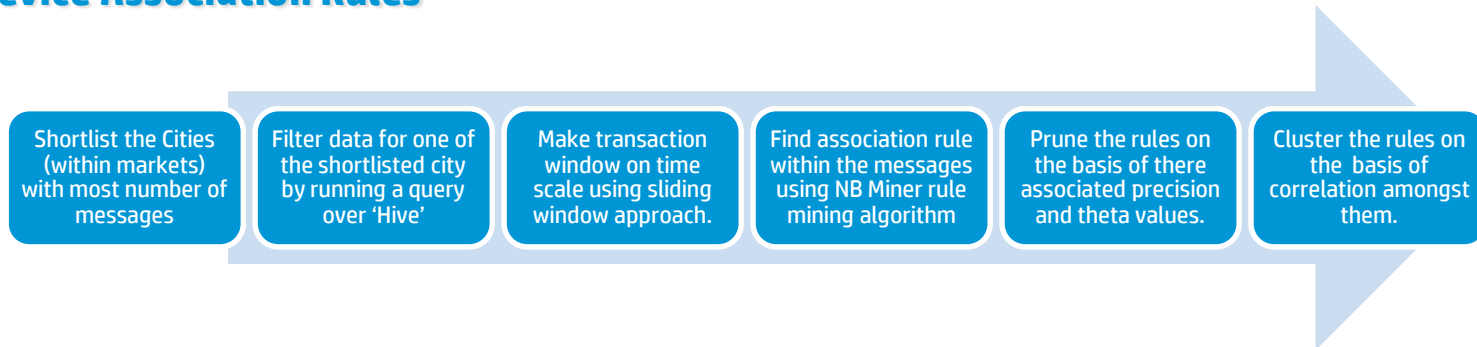 Association Rules
Shortlist the Cities
(within markets)
with most number of
messages
Filter data for one of
the shortlisted city
by running a query
over ‘Hive’
Make transaction
window on time
scale using sliding
window approach.
Find association rule
within the messages
using NB Miner rule
mining algorithm
Prune the rules on
the basis of there
associated precision
and theta values.
Cluster the rules on
the basis of
correlation amongst
them.